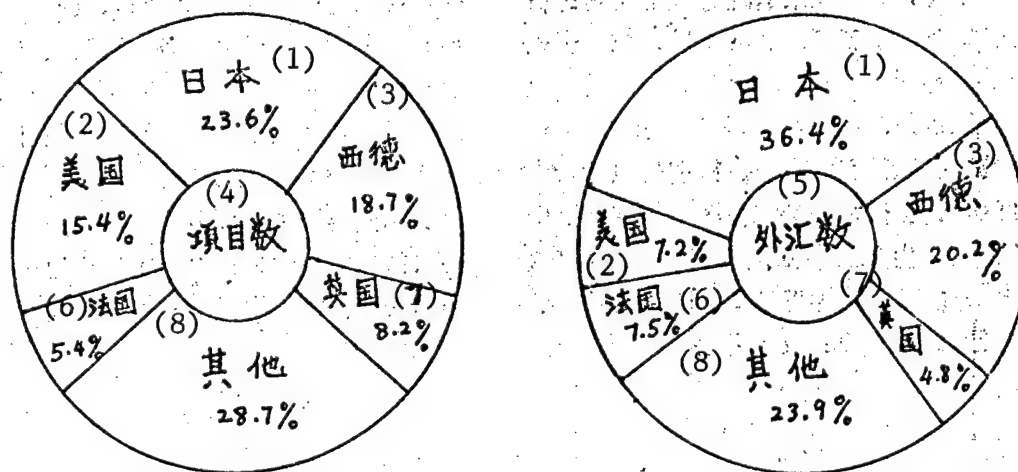 日本 (1)
23.6%
(2)
美国
15.4%
(3)
西德
18.7%
(4)
項目数
(6)法国
5.4%
英国(7)
8.2%
(8)
其他
28.7%
日本 (1)
36.4%
(3)
西德
20.2%
(5)
外汇数
美国 7.2%
(2)
法国(6)
7.5%
(7)
英国
4.8%
(8) 其他
23.9%